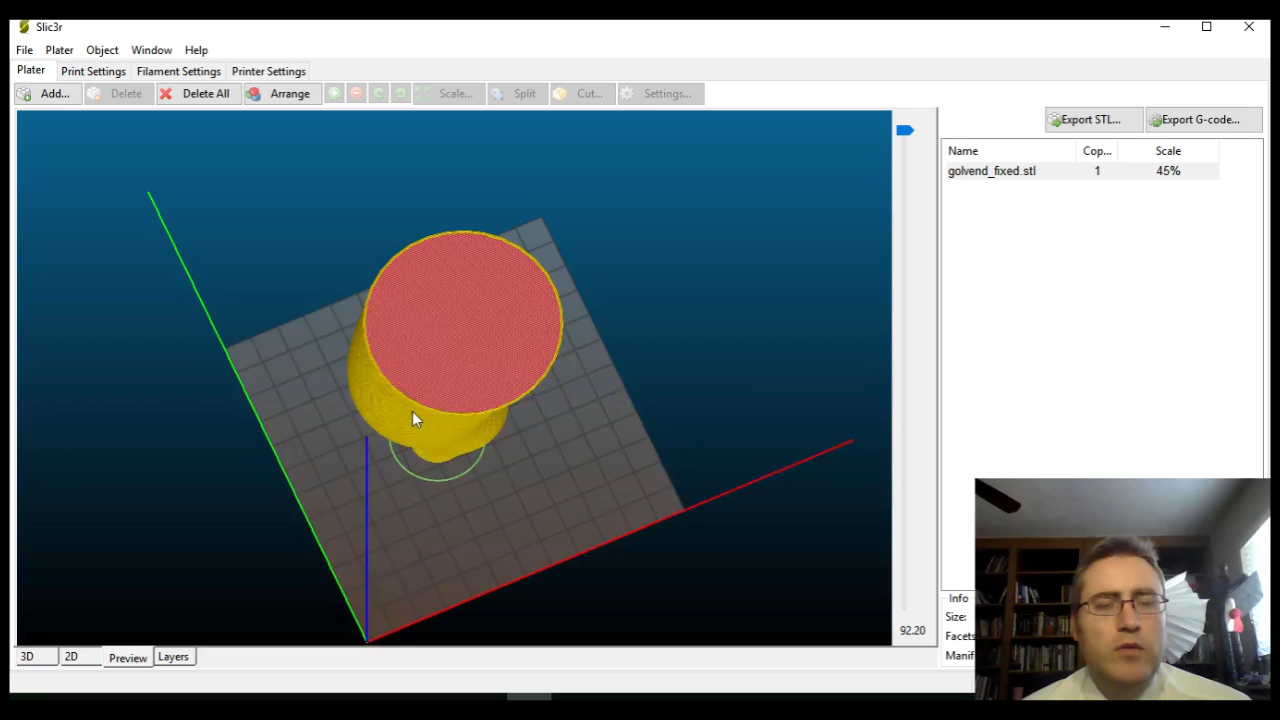 Slic3r
File Plater Object Window Help
Plater Print Settings Filament Settings Printer Settings
Add... Delete Delete All Arrange Scale... Split Cut... Settings...
Export STL... Export G-code...
Name Cop... Scale
golvend_fixed.stl 1 45%
Info
Size:
Facets
Manif
92.20
3D 2D Preview Layers